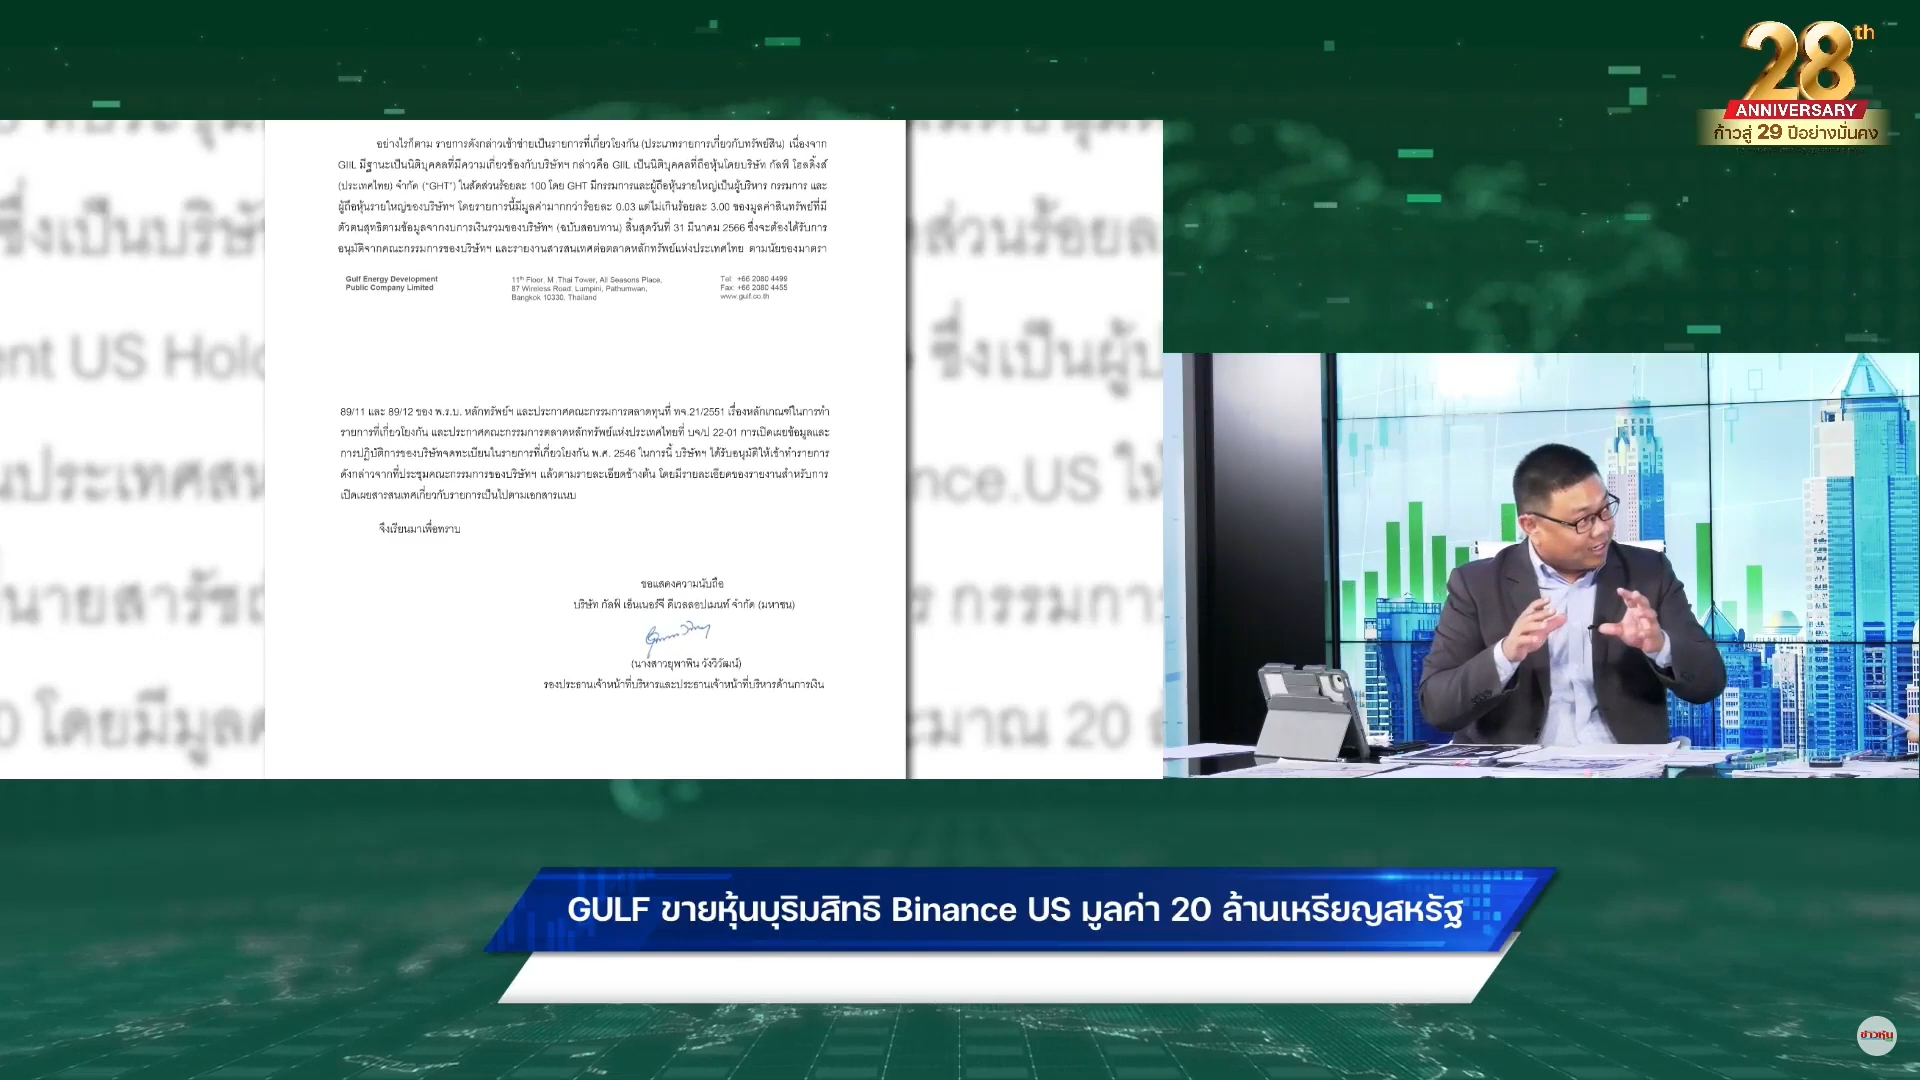 28th
ANNIVERSARY
ก้าวสู่ 29 ปีอย่างมั่นคง
อย่างไรก็ตาม รายการดังกล่าวเข้าข่ายเป็นรายการที่เกี่ยวโยงกัน (ประเภทรายการเกี่ยวกับทรัพย์สิน) เนื่องจาก
GIIL มีฐานะเป็นนิติบุคคลที่มีความเกี่ยวข้องกับบริษัทฯ กล่าวคือ GIIL เป็นนิติบุคคลที่ถือหุ้นโดยบริษัท กัลฟ์ โฮลดิ้งส์
(ประเทศไทย) จำกัด ("GHT") ในสัดส่วนร้อยละ 100 โดย GHT มีกรรมการและผู้ถือหุ้นรายใหญ่เป็นผู้บริหาร กรรมการ และ
ผู้ถือหุ้นรายใหญ่ของบริษัทฯ โดยรายการนี้มีมูลค่ามากกว่าร้อยละ 0.03 แต่ไม่เกินร้อยละ 3.00 ของมูลค่าสินทรัพย์ที่มี
ตัวตนสุทธิตามข้อมูลจากงบการเงินรวมของบริษัทฯ (ฉบับสอบทาน) สิ้นสุดวันที่ 31 มีนาคม 2566 ซึ่งจะต้องได้รับการ
อนุมัติจากคณะกรรมการของบริษัทฯ และรายงานสารสนเทศต่อตลาดหลักทรัพย์แห่งประเทศไทย ตามนัยของมาตรา
Gulf Energy Development
Public Company Limited
11th Floor, M .Thai Tower, All Seasons Place,
87 Wireless Road, Lumpini, Pathumwan,
Bangkok 10330, Thailand
Tel: +66 2080 4499
Fax: +66 2080 4455
www.gulf.co.th
89/11 และ 89/12 ของ พ.ร.บ. หลักทรัพย์ฯ และประกาศคณะกรรมการตลาดทุนที่ ทจ.21/2551 เรื่องหลักเกณฑ์ในการทำ
รายการที่เกี่ยวโยงกัน และประกาศคณะกรรมการตลาดหลักทรัพย์แห่งประเทศไทยที่ บจ/ป 22-01 การเปิดเผยข้อมูลและ
การปฏิบัติการของบริษัทจดทะเบียนในรายการที่เกี่ยวโยงกัน พ.ศ. 2546 ในการนี้ บริษัทฯ ได้รับอนุมัติให้เข้าทำรายการ
ดังกล่าวจากที่ประชุมคณะกรรมการของบริษัทฯ แล้วตามรายละเอียดข้างต้น โดยมีรายละเอียดของรายงานสำหรับการ
เปิดเผยสารสนเทศเกี่ยวกับรายการเป็นไปตามเอกสารแนบ
จึงเรียนมาเพื่อทราบ
ขอแสดงความนับถือ
บริษัท กัลฟ์ เอ็นเนอร์จี ดีเวลลอปเมนท์ จำกัด (มหาชน)
(นางสาวยุพาพิน วังวิวัฒน์)
รองประธานเจ้าหน้าที่บริหารและประธานเจ้าหน้าที่บริหารด้านการเงิน
GULF ขายหุ้นบุริมสิทธิ Binance US มูลค่า 20 ล้านเหรียญสหรัฐ
ข่าวหุ้น